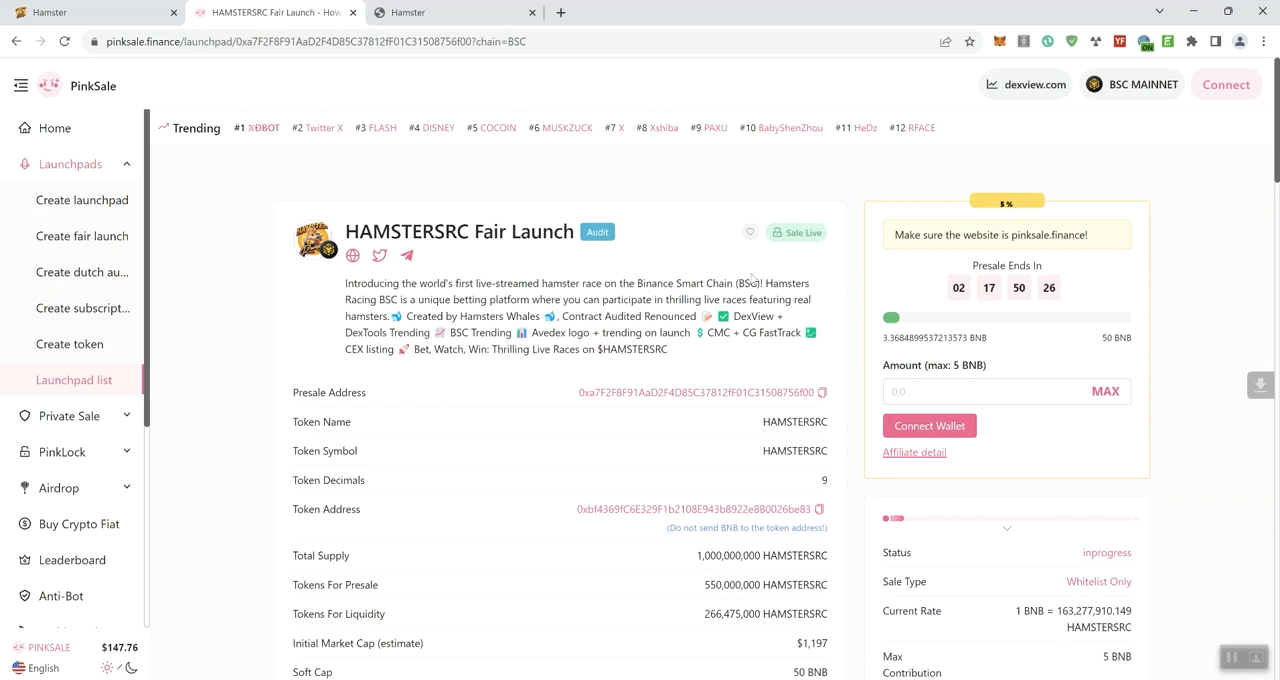 Hamster
HAMSTERSRC Fair Launch - How
Hamster
pinksale.finance/launchpad/0xa7F2F8F91AaD2F4D85C37812fF01C31508756f00?chain=BSC
YF
ON
PinkSale
dexview.com
BSC MAINNET
Connect
Home
Launchpads
Create launchpad
Create fair launch
Create dutch au...
Create subscript...
Create token
Launchpad list
Private Sale
PinkLock
Airdrop
Buy Crypto Fiat
Leaderboard
Anti-Bot
PINKSALE $147.76
English
Trending #1 XĐBOT #2 Twitter X #3 FLASH #4 DISNEY #5 COCOIN #6 MUSKZUCK #7 X #8 Xshiba #9 PAXU #10 BabyShenZhou #11 HeDz #12 RFACE
HAMSTERSRC Fair Launch Audit
Sale Live
Introducing the world's first live-streamed hamster race on the Binance Smart Chain (BSC)! Hamsters
Racing BSC is a unique betting platform where you can participate in thrilling live races featuring real
hamsters.🐳 Created by Hamsters Whales 🐳, Contract Audited Renounced 📝 ✅ DexView +
DexTools Trending 📈 BSC Trending 📊 Avedex logo + trending on launch 💲 CMC + CG FastTrack 💹
CEX listing 🚀 Bet, Watch, Win: Thrilling Live Races on $HAMSTERSRC
Presale Address 0xa7F2F8F91AaD2F4D85C37812fF01C31508756f00
Token Name HAMSTERSRC
Token Symbol HAMSTERSRC
Token Decimals 9
Token Address 0xbf4369fC6E329F1b2108E943b8922e8B0026be83
(Do not send BNB to the token address!)
Total Supply 1,000,000,000 HAMSTERSRC
Tokens For Presale 550,000,000 HAMSTERSRC
Tokens For Liquidity 266,475,000 HAMSTERSRC
Initial Market Cap (estimate) $1,197
Soft Cap 50 BNB
5 %
Make sure the website is pinksale.finance!
Presale Ends In
02 17 50 26
3.3684899537213573 BNB 50 BNB
Amount (max: 5 BNB)
0.0 MAX
Connect Wallet
Affiliate detail
Status inprogress
Sale Type Whitelist Only
Current Rate 1 BNB = 163,277,910.149
HAMSTERSRC
Max 5 BNB
Contribution